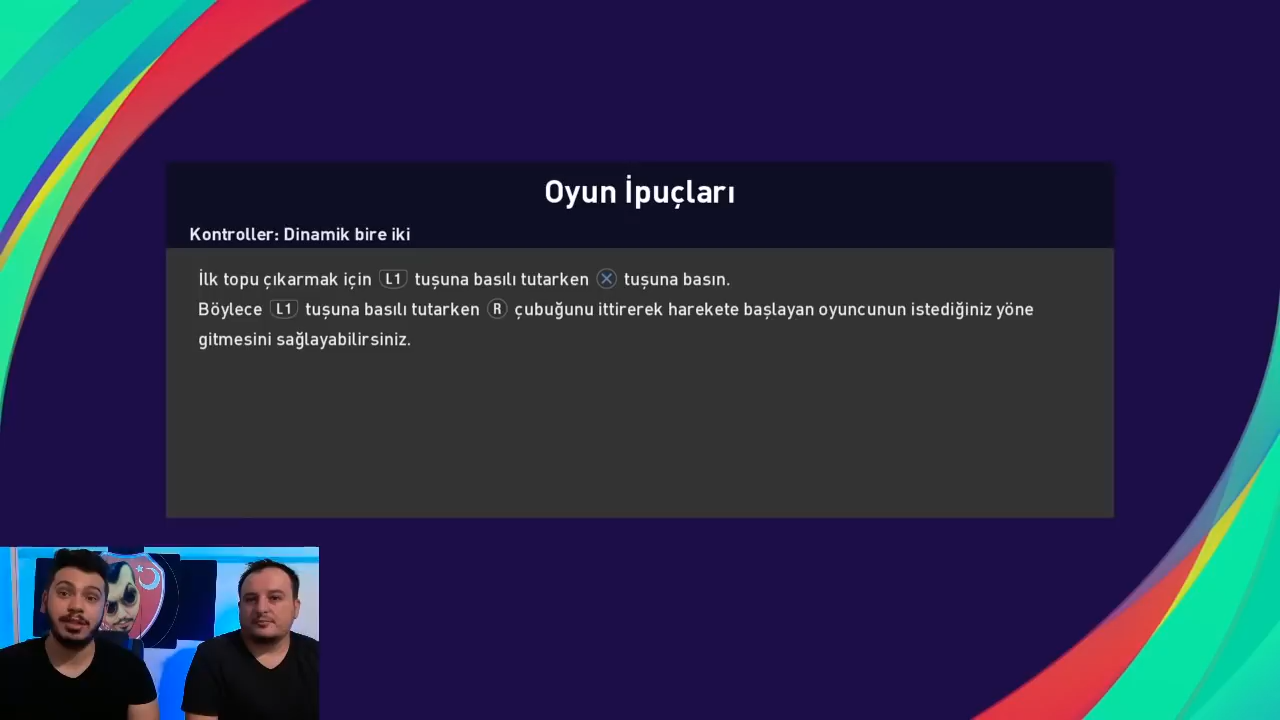 Oyun İpuçları
Kontroller: Dinamik bire iki
İlk topu çıkarmak için L1 tuşuna basılı tutarken ⓧ tuşuna basın.
Böylece L1 tuşuna basılı tutarken R çubuğunu ittirerek harekete başlayan oyuncunun istediğiniz yöne
gitmesini sağlayabilirsiniz.